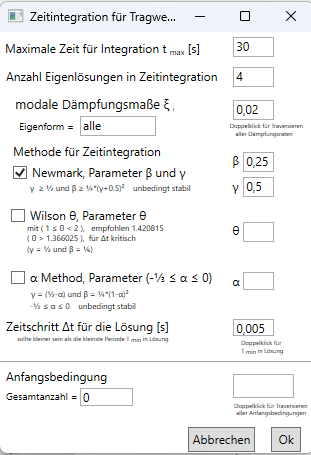 Zeitintegration für Tragwe...
Maximale Zeit für Integration t max [s] 30
Anzahl Eigenlösungen in Zeitintegration 4
modale Dämpfungsmaße ξ i 0,02
Eigenform = alle
Doppelklick für Traversieren
aller Dämpfungsraten
Methode für Zeitintegration
Newmark, Parameter β und γ β 0,25
γ ≥ ½ und β ≥ ¼*(γ+0.5)² unbedingt stabil γ 0,5
Wilson θ, Parameter θ
mit ( 1 ≤ θ < 2 ), empfohlen 1.420815 θ
( θ > 1.366025 ), für Δt kritisch
(γ = ½ und β = ¼)
α Method, Parameter (-⅓ ≤ α ≤ 0) α
γ = (½-α) und β = ¼*(1-α)²
-½ ≤ α ≤ 0 unbedingt stabil
Zeitschritt Δt für die Lösung [s] 0,005
sollte kleiner sein als die kleinste Periode T min in Lösung
Doppelklick für
T min in Lösung
Anfangsbedingung
Gesamtanzahl = 0
Doppelklick für Traversieren
aller Anfangsbedingungen
Abbrechen Ok